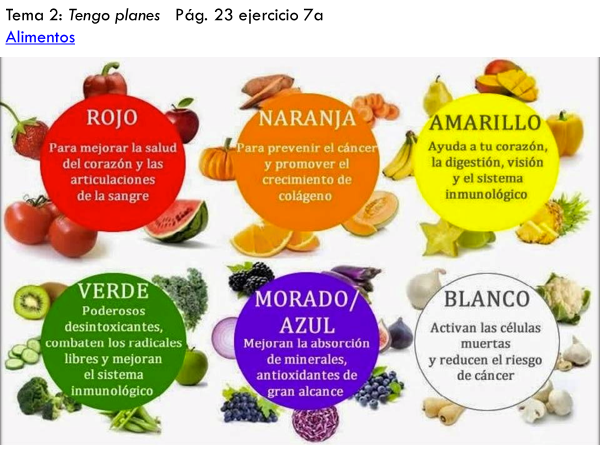 Tema 2: Tengo planes Pág. 23 ejercicio 7a
Alimentos
ROJO
Para mejorar la salud
del corazón y las
articulaciones
de la sangre
NARANJA
Para prevenir el cáncer
y promover el
crecimiento de
colágeno
AMARILLO
Ayuda a tu corazón,
la digestión, visión
y el sistema
inmunológico
VERDE
Poderosos
desintoxicantes,
combaten los radicales
libres y mejoran
el sistema
inmunológico
MORADO/
AZUL
Mejoran la absorción
de minerales,
antioxidantes de
gran alcance
BLANCO
Activan las células
muertas
y reducen el riesgo
de cáncer